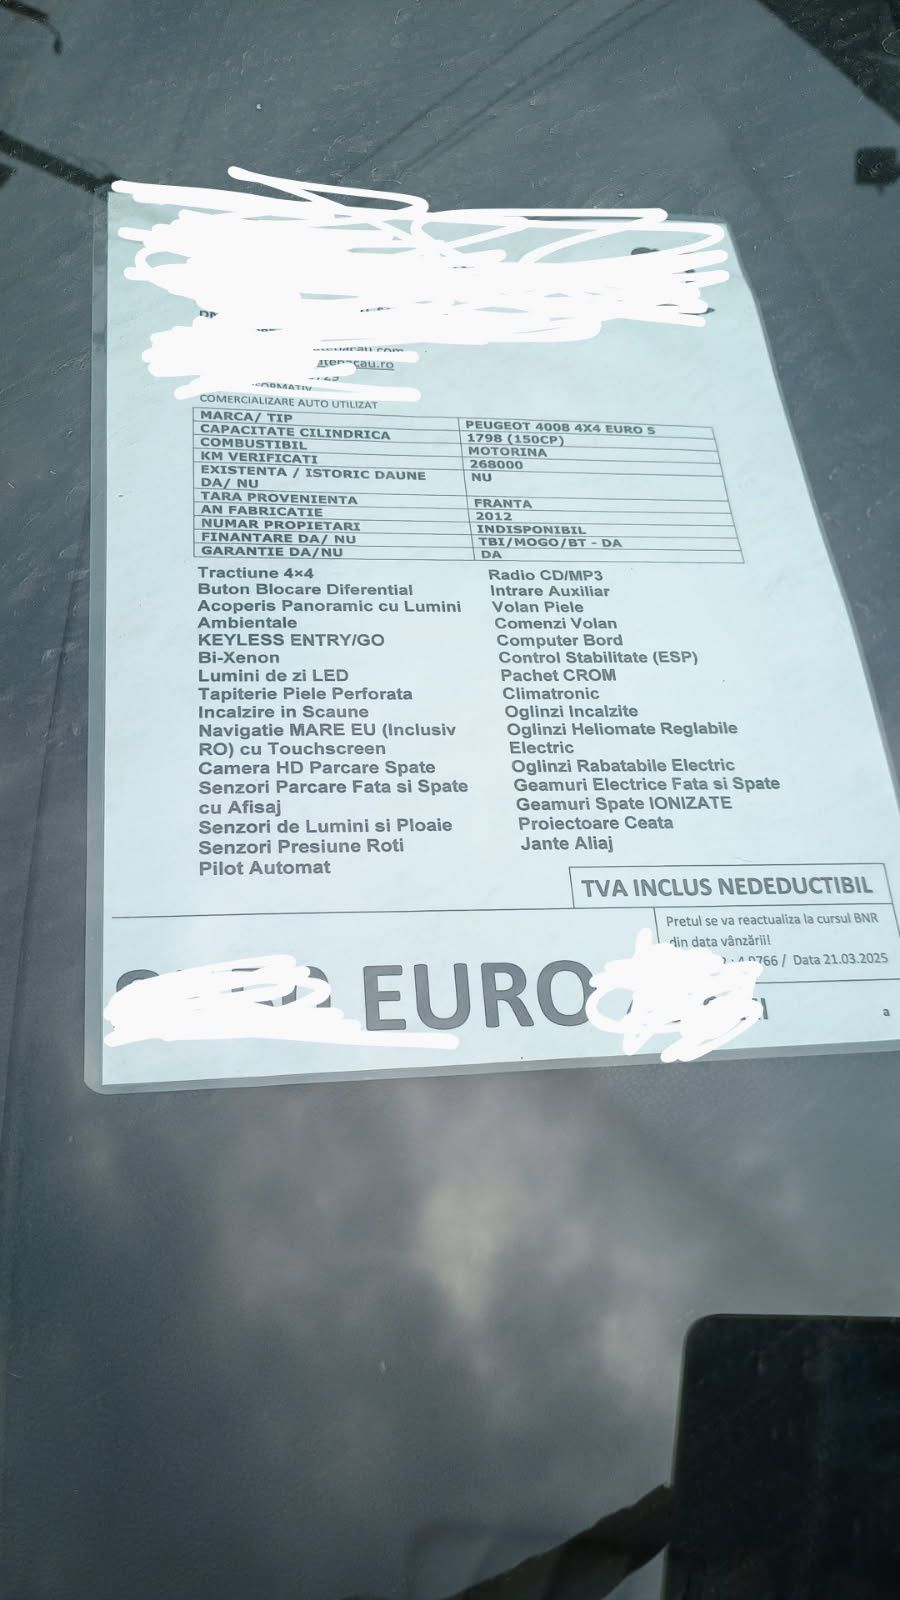 COMERCIALIZARE AUTO UTILIZAT
MARCA/ TIP PEUGEOT 4008 4X4 EURO 5
CAPACITATE CILINDRICA 1798 (150CP)
COMBUSTIBIL MOTORINA
KM VERIFICATI 268000
EXISTENTA / ISTORIC DAUNE NU
DA/ NU
TARA PROVENIENTA FRANTA
AN FABRICATIE 2012
NUMAR PROPIETARI INDISPONIBIL
FINANTARE DA/ NU TBI/MOGO/BT - DA
GARANTIE DA/NU DA
Tractiune 4×4
Buton Blocare Diferential
Acoperis Panoramic cu Lumini
Ambientale
KEYLESS ENTRY/GO
Bi-Xenon
Lumini de zi LED
Tapiterie Piele Perforata
Incalzire in Scaune
Navigatie MARE EU (Inclusiv
RO) cu Touchscreen
Camera HD Parcare Spate
Senzori Parcare Fata si Spate
cu Afisaj
Senzori de Lumini si Ploaie
Senzori Presiune Roti
Pilot Automat
Radio CD/MP3
Intrare Auxiliar
Volan Piele
Comenzi Volan
Computer Bord
Control Stabilitate (ESP)
Pachet CROM
Climatronic
Oglinzi Incalzite
Oglinzi Heliomate Reglabile
Electric
Oglinzi Rabatabile Electric
Geamuri Electrice Fata si Spate
Geamuri Spate IONIZATE
Proiectoare Ceata
Jante Aliaj
TVA INCLUS NEDEDUCTIBIL
Pretul se va reactualiza la cursul BNR
din data vânzării!
/ Data 21.03.2025
EURO
a